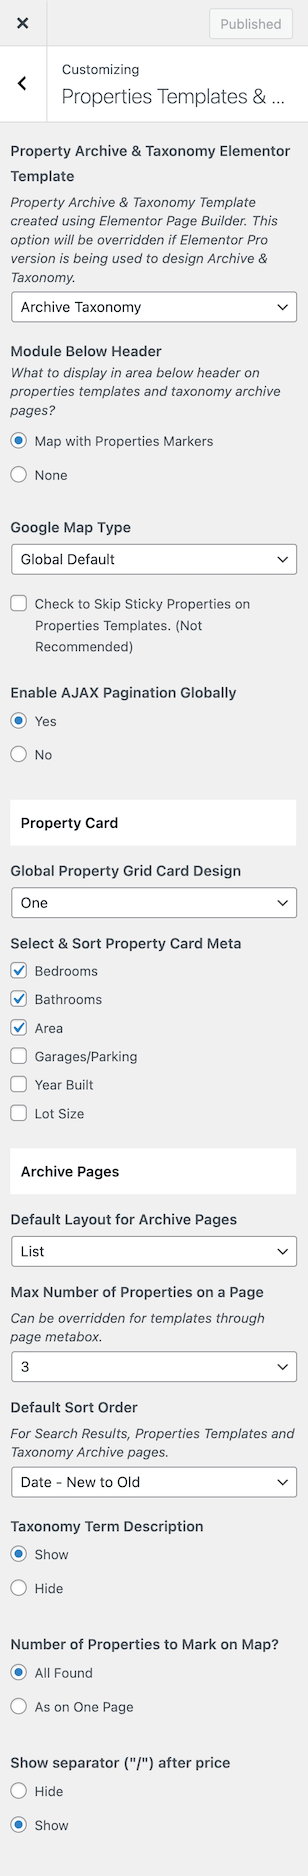 Published
Customizing
Properties Templates & ...
Property Archive & Taxonomy Elementor
Template
Property Archive & Taxonomy Template
created using Elementor Page Builder. This
option will be overridden if Elementor Pro
version is being used to design Archive &
Taxonomy.
Archive Taxonomy
Module Below Header
What to display in area below header on
properties templates and taxonomy archive
pages?
Map with Properties Markers
None
Google Map Type
Global Default
Check to Skip Sticky Properties on
Properties Templates. (Not
Recommended)
Enable AJAX Pagination Globally
Yes
No
Property Card
Global Property Grid Card Design
One
Select & Sort Property Card Meta
Bedrooms
Bathrooms
Area
Garages/Parking
Year Built
Lot Size
Archive Pages
Default Layout for Archive Pages
List
Max Number of Properties on a Page
Can be overridden for templates through
page metabox.
3
Default Sort Order
For Search Results, Properties Templates and
Taxonomy Archive pages.
Date - New to Old
Taxonomy Term Description
Show
Hide
Number of Properties to Mark on Map?
All Found
As on One Page
Show separator ("/") after price
Hide
Show